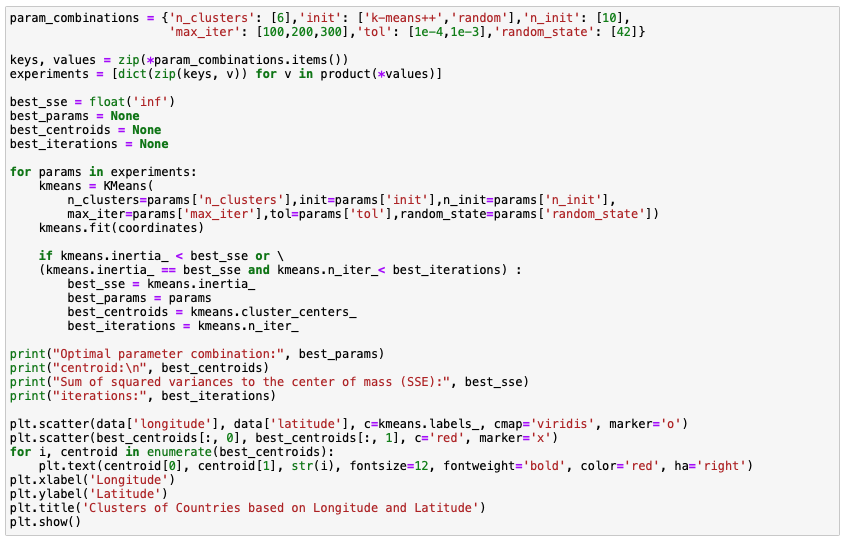 param_combinations = {'n_clusters': [6],'init': ['k-means++','random'],'n_init': [10],
'max_iter': [100,200,300],'tol': [1e-4,1e-3],'random_state': [42]}
keys, values = zip(*param_combinations.items())
experiments = [dict(zip(keys, v)) for v in product(*values)]
best_sse = float('inf')
best_params = None
best_centroids = None
best_iterations = None
for params in experiments:
kmeans = KMeans(
n_clusters=params['n_clusters'],init=params['init'],n_init=params['n_init'],
max_iter=params['max_iter'],tol=params['tol'],random_state=params['random_state'])
kmeans.fit(coordinates)
if kmeans.inertia_ < best_sse or \
(kmeans.inertia_ == best_sse and kmeans.n_iter_< best_iterations) :
best_sse = kmeans.inertia_
best_params = params
best_centroids = kmeans.cluster_centers_
best_iterations = kmeans.n_iter_
print("Optimal parameter combination:", best_params)
print("centroid:\n", best_centroids)
print("Sum of squared variances to the center of mass (SSE):", best_sse)
print("iterations:", best_iterations)
plt.scatter(data['longitude'], data['latitude'], c=kmeans.labels_, cmap='viridis', marker='o')
plt.scatter(best_centroids[:, 0], best_centroids[:, 1], c='red', marker='x')
for i, centroid in enumerate(best_centroids):
plt.text(centroid[0], centroid[1], str(i), fontsize=12, fontweight='bold', color='red', ha='right')
plt.xlabel('Longitude')
plt.ylabel('Latitude')
plt.title('Clusters of Countries based on Longitude and Latitude')
plt.show()